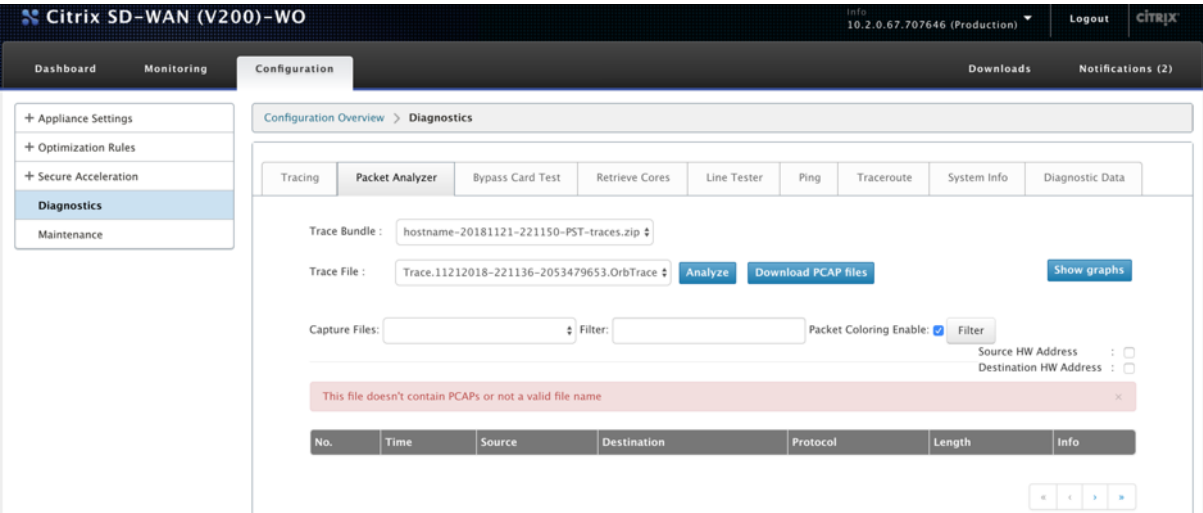 Citrix SD-WAN (V200)-WO
Info
10.2.0.67.707646 (Production)
Logout
CITRIX
Dashboard Monitoring Configuration Downloads Notifications (2)
+ Appliance Settings
+ Optimization Rules
+ Secure Acceleration
Diagnostics
Maintenance
Configuration Overview > Diagnostics
Tracing Packet Analyzer Bypass Card Test Retrieve Cores Line Tester Ping Traceroute System Info Diagnostic Data
Trace Bundle : hostname-20181121-221150-PST-traces.zip
Trace File : Trace.11212018-221136-2053479653.OrbTrace Analyze Download PCAP files Show graphs
Capture Files: Filter: Packet Coloring Enable: Filter
Source HW Address :
Destination HW Address :
This file doesn't contain PCAPs or not a valid file name ×
No. Time Source Destination Protocol Length Info
« ‹ › »